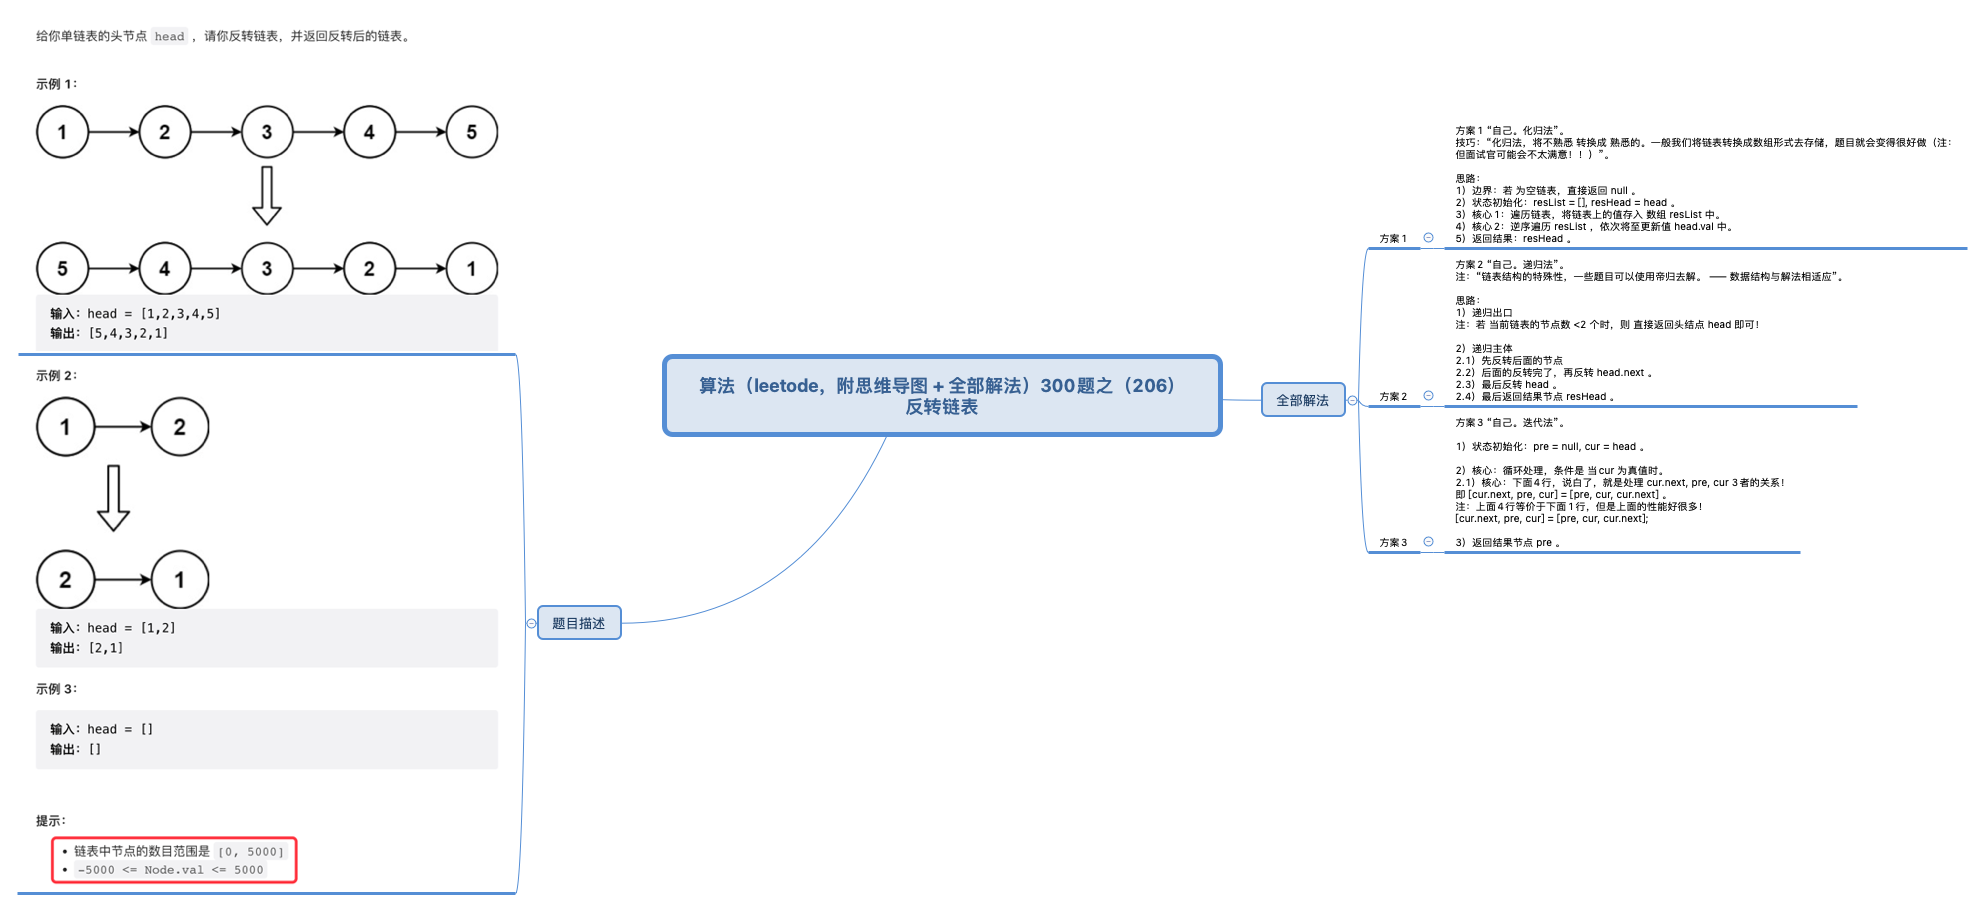 给你单链表的头节点 head ，请你反转链表，并返回反转后的链表。
示例 1：
1 2 3 4 5
5 4 3 2 1
输入：head = [1,2,3,4,5]
输出：[5,4,3,2,1]
示例 2：
1 2
2 1
输入：head = [1,2]
输出：[2,1]
示例 3：
输入：head = []
输出：[]
提示：
• 链表中节点的数目范围是 [0, 5000]
• -5000 <= Node.val <= 5000
题目描述
算法（leetode，附思维导图 + 全部解法）300题之（206）
反转链表
全部解法
方案 1
方案 1 “自己。化归法”。
技巧：“化归法，将不熟悉 转换成 熟悉的。一般我们将链表转换成数组形式去存储，题目就会变得很好做（注：
但面试官可能会不太满意！！）”。
思路：
1）边界：若 为空链表，直接返回 null 。
2）状态初始化：resList = [], resHead = head 。
3）核心 1：遍历链表，将链表上的值存入 数组 resList 中。
4）核心 2：逆序遍历 resList ，依次将至更新值 head.val 中。
5）返回结果：resHead 。
方案 2
方案 2 “自己。递归法”。
注：“链表结构的特殊性，一些题目可以使用帝归去解。 —— 数据结构与解法相适应”。
思路：
1）递归出口
注：若 当前链表的节点数 <2 个时，则 直接返回头结点 head 即可！
2）递归主体
2.1）先反转后面的节点
2.2）后面的反转完了，再反转 head.next 。
2.3）最后反转 head 。
2.4）最后返回结果节点 resHead 。
方案 3
方案 3 “自己。迭代法”。
1）状态初始化：pre = null, cur = head 。
2）核心：循环处理，条件是 当 cur 为真值时。
2.1）核心：下面 4 行，说白了，就是处理 cur.next, pre, cur 3 者的关系！
即 [cur.next, pre, cur] = [pre, cur, cur.next] 。
注：上面 4 行等价于下面 1 行，但是上面的性能好很多！
[cur.next, pre, cur] = [pre, cur, cur.next];
3）返回结果节点 pre 。